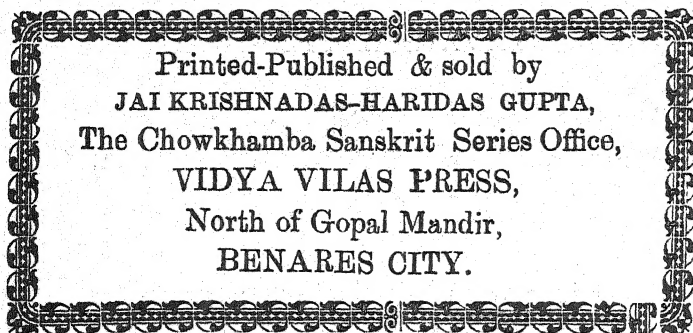 Printed-Published & sold by
JAI KRISHNADAS-HARIDAS GUPTA,
The Chowkhamba Sanskrit Series Office,
VIDYA VILAS PRESS,
North of Gopal Mandir,
BENARES CITY.